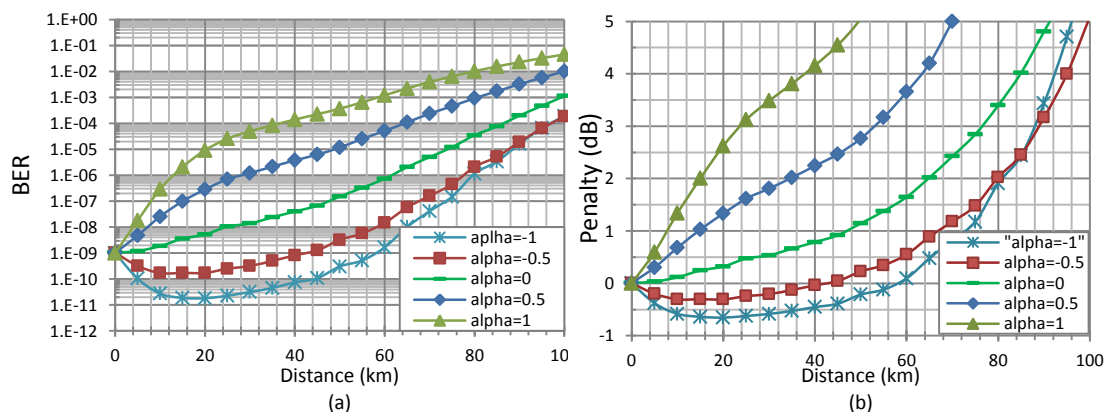 1.E+00
1.E-01
1.E-02
1.E-03
1.E-04
1.E-05
1.E-06
1.E-07
1.E-08
1.E-09
1.E-10
1.E-11
1.E-12
BER
aplha=-1
alpha=-0.5
alpha=0
alpha=0.5
alpha=1
0 20 40 60 80 100
Distance (km)
(a)
5
4
3
2
1
0
-1
Penalty (dB)
"alpha=-1"
alpha=-0.5
alpha=0
alpha=0.5
alpha=1
0 20 40 60 80 100
Distance (km)
(b)